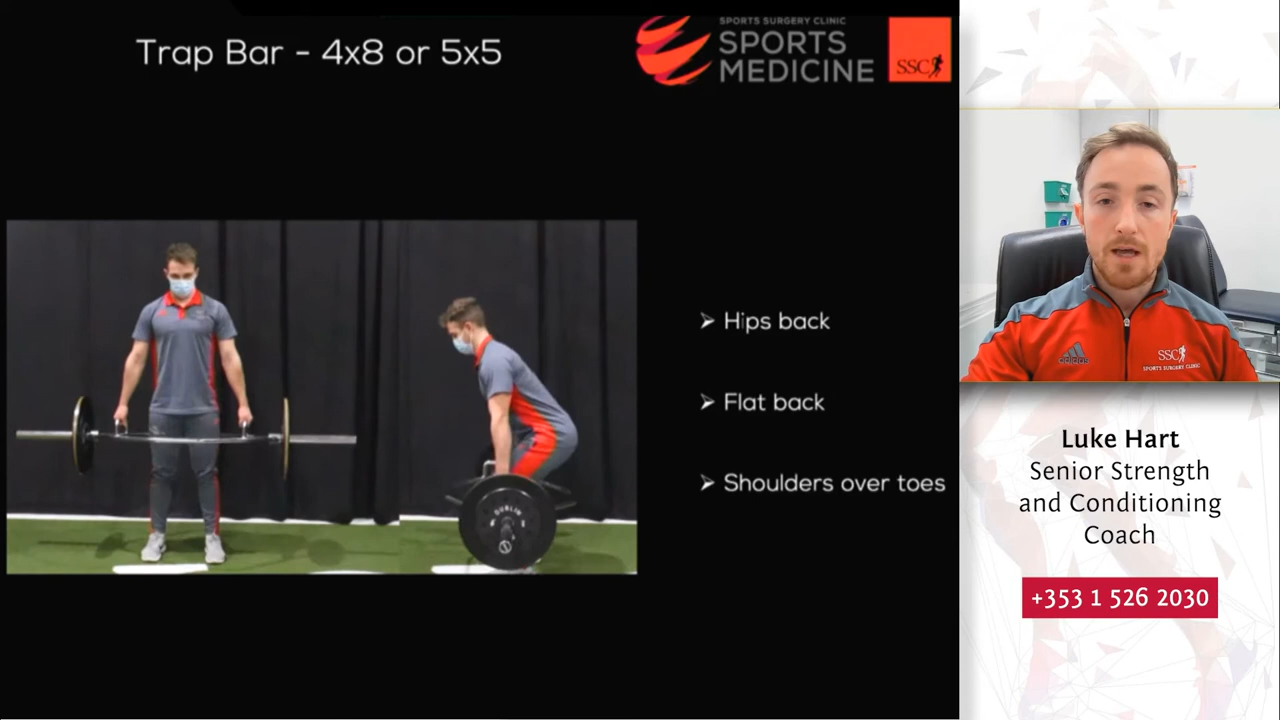 Trap Bar - 4x8 or 5x5
SPORTS SURGERY CLINIC
SPORTS
MEDICINE
SSC
➢ Hips back
➢ Flat back
➢ Shoulders over toes
DUBLIN
adidas
SSC
SPORTS SURGERY CLINIC
Luke Hart
Senior Strength
and Conditioning
Coach
+353 1 526 2030